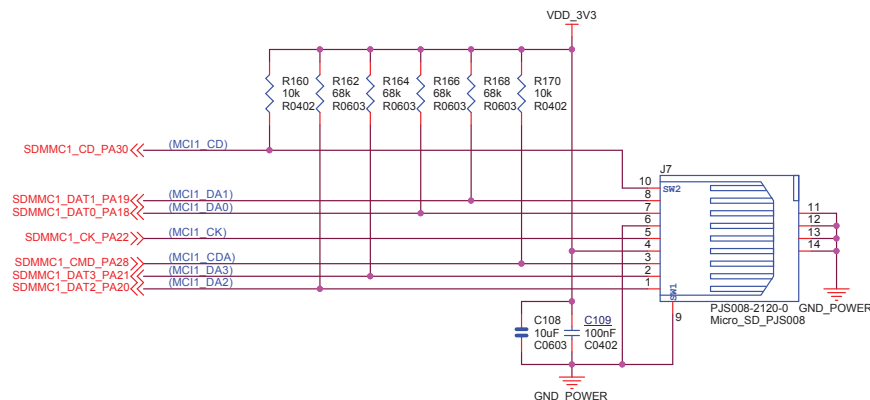 VDD_3V3
R160
10k
R0402
R162
68k
R0603
R164
68k
R0603
R166
68k
R0603
R168
68k
R0603
R170
10k
R0402
SDMMC1_CD_PA30
(MCI1_CD)
SDMMC1_DAT1_PA19
(MCI1_DA1)
SDMMC1_DAT0_PA18
(MCI1_DA0)
SDMMC1_CK_PA22
(MCI1_CK)
SDMMC1_CMD_PA28
(MCI1_CDA)
SDMMC1_DAT3_PA21
(MCI1_DA3)
SDMMC1_DAT2_PA20
(MCI1_DA2)
J7
10
8
7
6
5
4
3
2
1
SW2
SW1
9
11
12
13
14
PJS008-2120-0
Micro_SD_PJS008
GND_POWER
C108
10uF
C0603
C109
100nF
C0402
GND_POWER